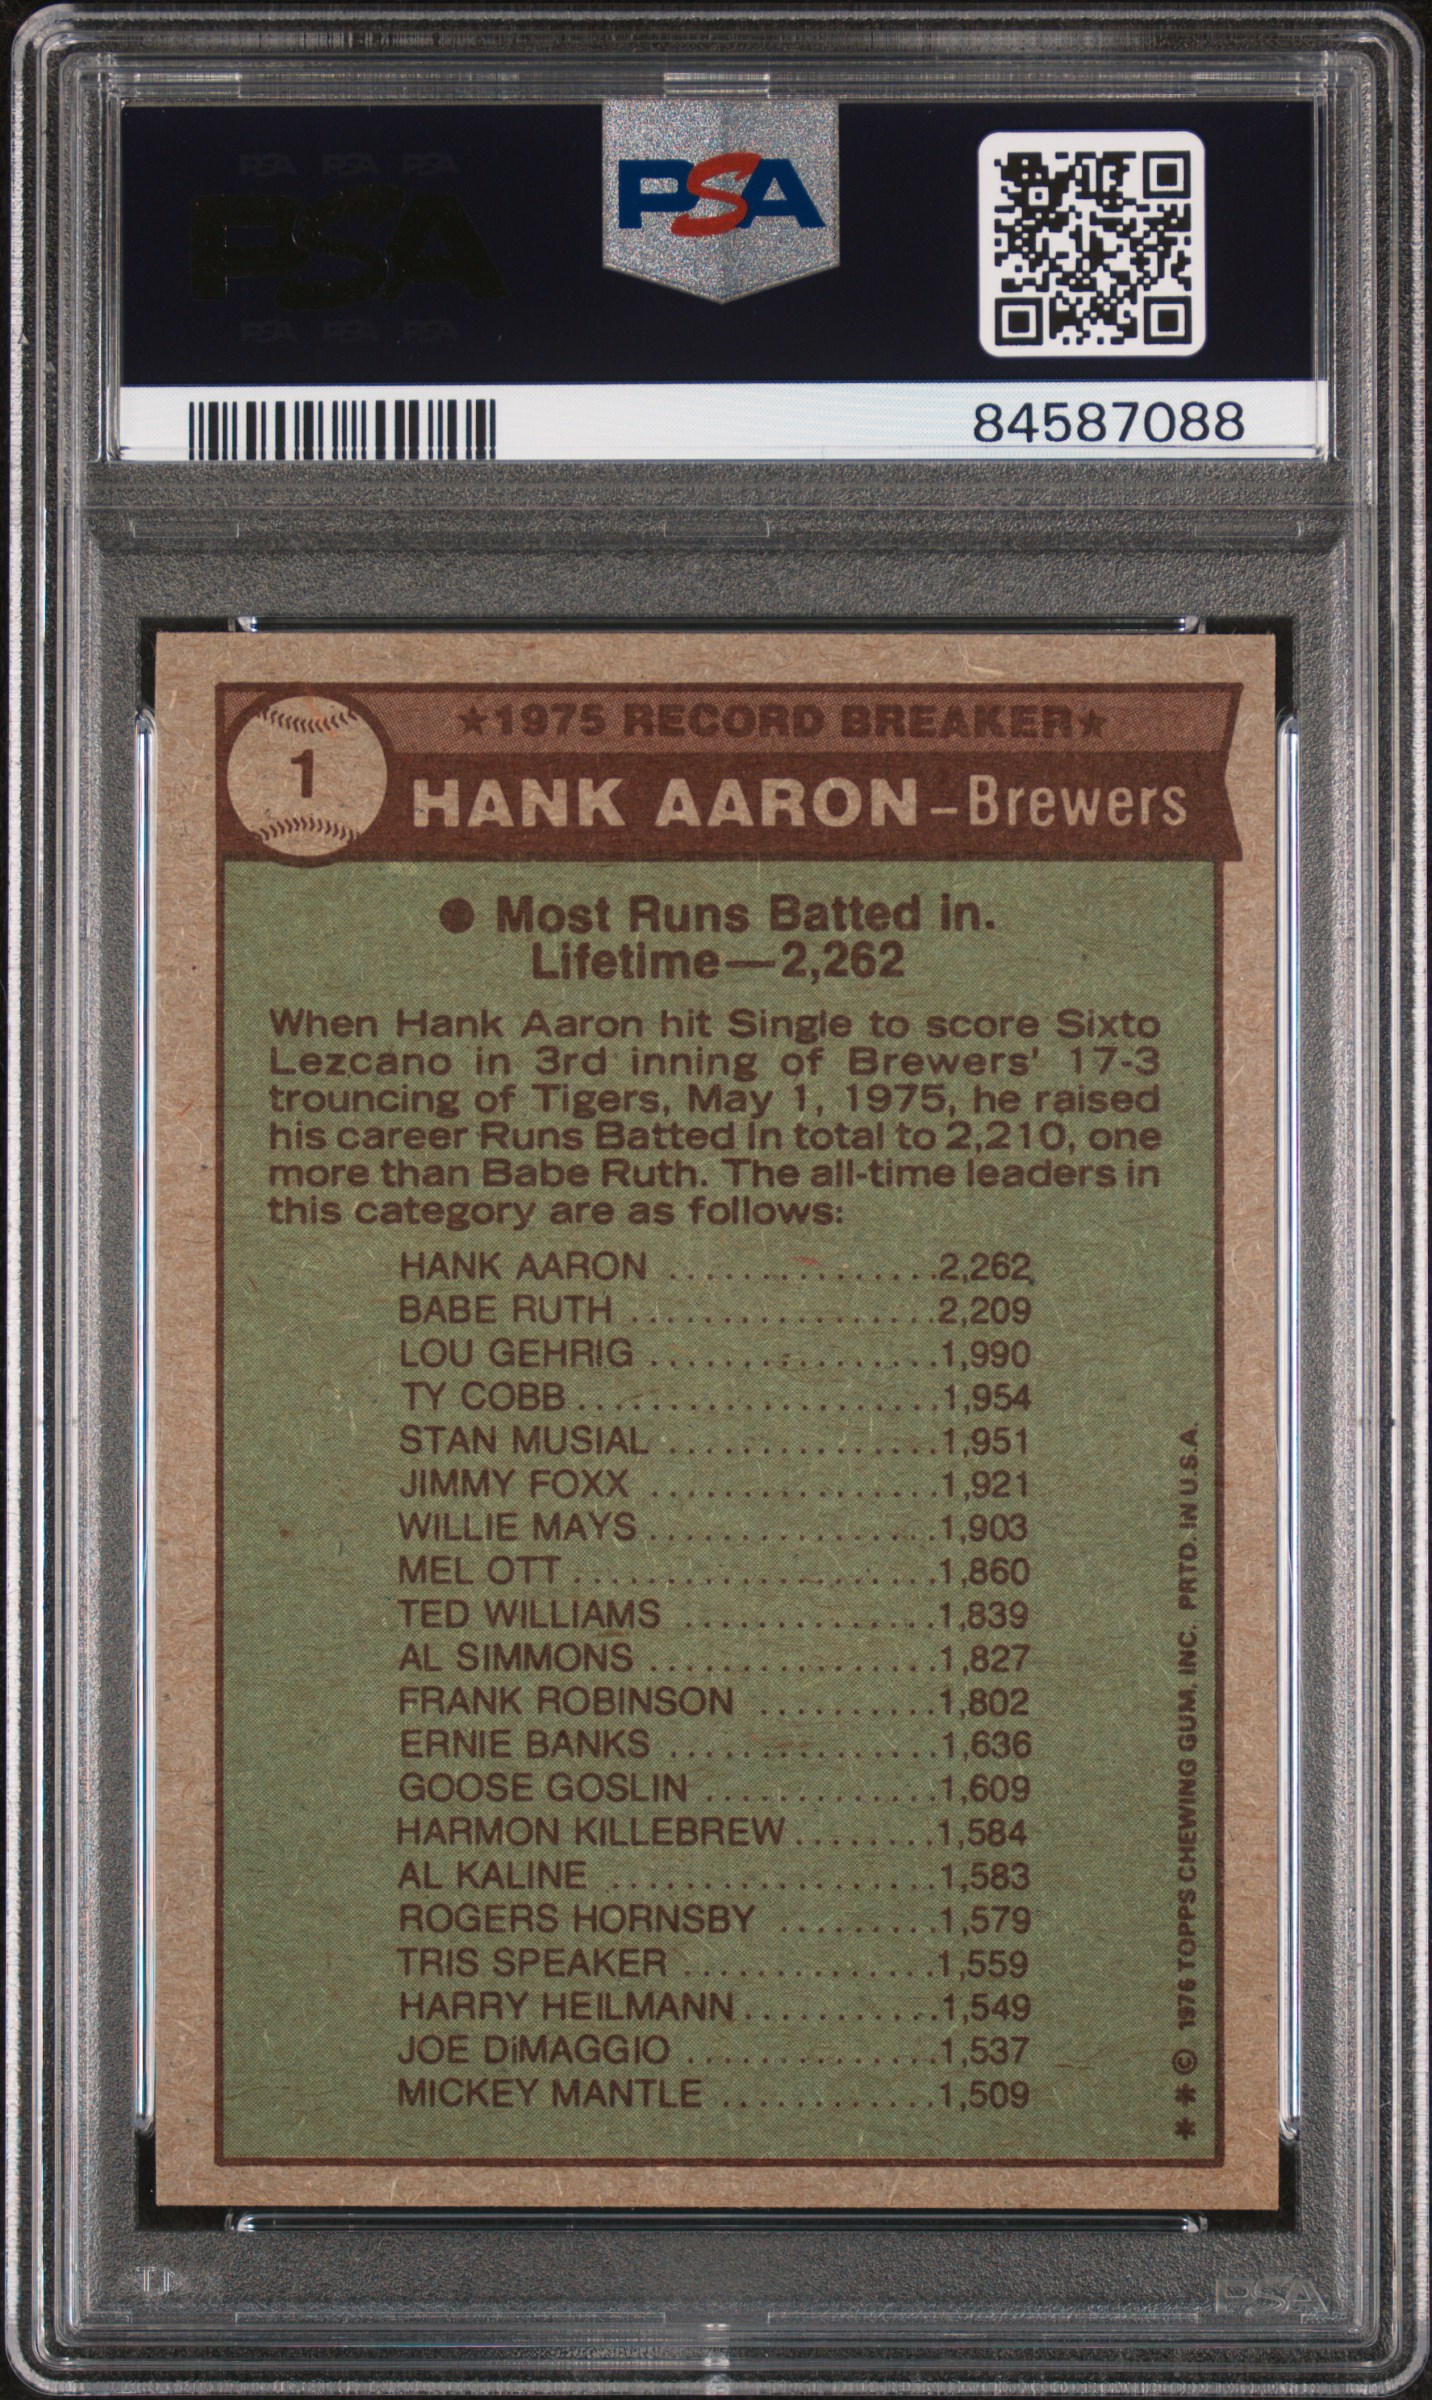 PSA PSA PSA
PSA
PSA PSA PSA
PSA
84587088
1
★1975 RECORD BREAKER★
HANK AARON – Brewers
● Most Runs Batted in.
Lifetime—2,262
When Hank Aaron hit Single to score Sixto
Lezcano in 3rd inning of Brewers' 17-3
trouncing of Tigers, May 1, 1975, he raised
his career Runs Batted In total to 2,210, one
more than Babe Ruth. The all-time leaders in
this category are as follows:
HANK AARON ...............2,262
BABE RUTH .................2,209
LOU GEHRIG ................1,990
TY COBB....................1,954
STAN MUSIAL ...............1,951
JIMMY FOXX ................1,921
WILLIE MAYS................1,903
MEL OTT ....................1,860
TED WILLIAMS ..............1,839
AL SIMMONS ................1,827
FRANK ROBINSON ..........1,802
ERNIE BANKS ...............1,636
GOOSE GOSLIN .............1,609
HARMON KILLEBREW........1,584
AL KALINE ..................1,583
ROGERS HORNSBY .........1,579
TRIS SPEAKER ..............1,559
HARRY HEILMANN...........1,549
JOE DiMAGGIO ..............1,537
MICKEY MANTLE ............1,509
** © 1976 TOPPS CHEWING GUM, INC. PRTD. IN U.S.A.
PSA